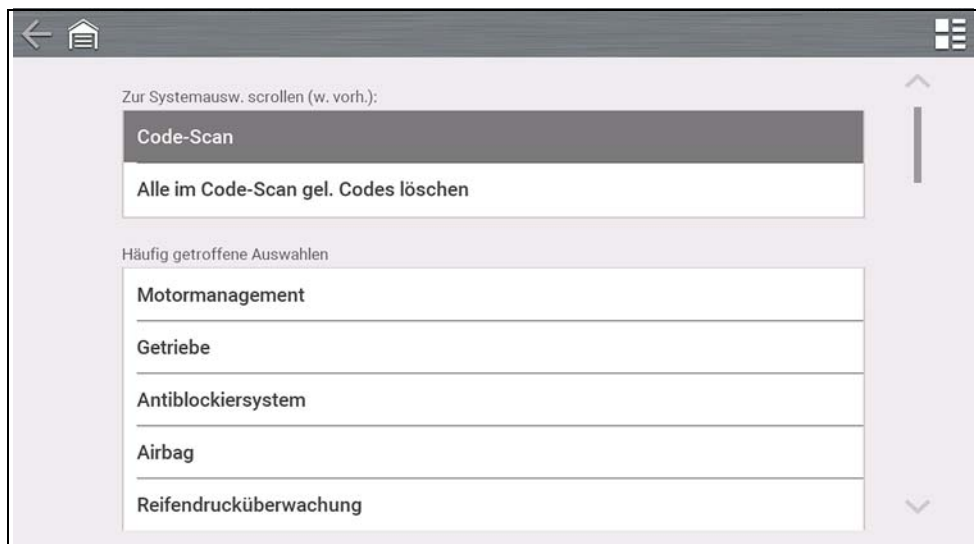 Zur Systemausw. scrollen (w. vorh.):
Code-Scan
Alle im Code-Scan gel. Codes löschen
Häufig getroffene Auswahlen
Motormanagement
Getriebe
Antiblockiersystem
Airbag
Reifendrucküberwachung